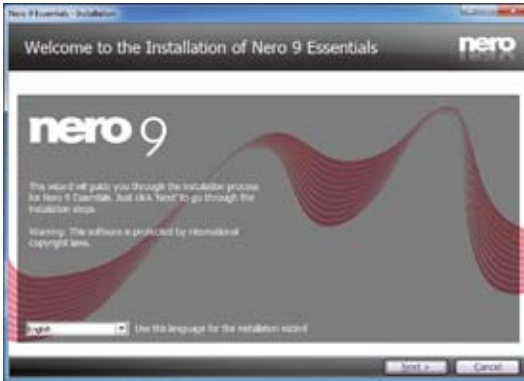 Nero 9 Essentials - Installation
Welcome to the Installation of Nero 9 Essentials
nero
nero 9
This wizard will guide you through the installation process
for Nero 9 Essentials. Just click 'Next' to go through the
installation steps.
Warning: This software is protected by international
copyright laws.
English
Use this language for the installation wizard
Next >
Cancel